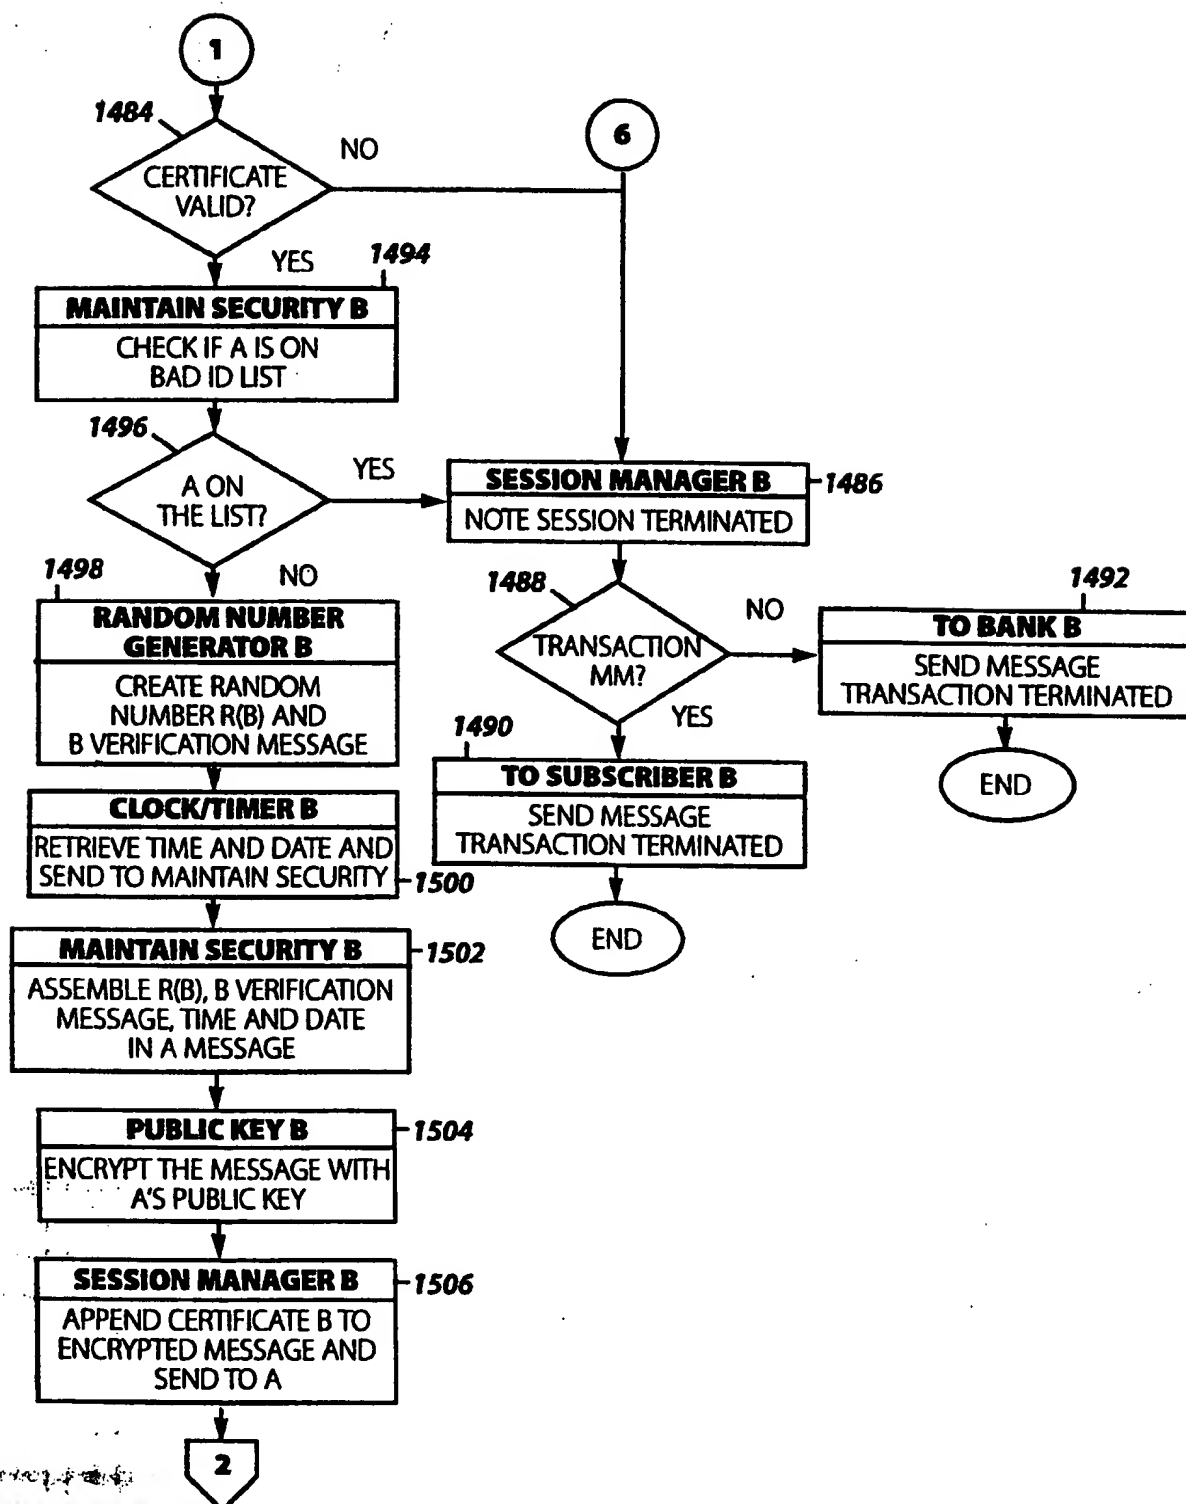 1
1484
CERTIFICATE
VALID?
NO
6
YES
1494
MAINTAIN SECURITY B
CHECK IF A IS ON
BAD ID LIST
1496
A ON
THE LIST?
YES
SESSION MANAGER B
1486
NOTE SESSION TERMINATED
NO
1498
RANDOM NUMBER
GENERATOR B
CREATE RANDOM
NUMBER R(B) AND
B VERIFICATION MESSAGE
1488
TRANSACTION
MM?
NO
1492
TO BANK B
SEND MESSAGE
TRANSACTION TERMINATED
END
YES
1490
TO SUBSCRIBER B
SEND MESSAGE
TRANSACTION TERMINATED
END
CLOCK/TIMER B
RETRIEVE TIME AND DATE AND
SEND TO MAINTAIN SECURITY
1500
MAINTAIN SECURITY B
1502
ASSEMBLE R(B), B VERIFICATION
MESSAGE, TIME AND DATE
IN A MESSAGE
PUBLIC KEY B
1504
ENCRYPT THE MESSAGE WITH
A'S PUBLIC KEY
SESSION MANAGER B
1506
APPEND CERTIFICATE B TO
ENCRYPTED MESSAGE AND
SEND TO A
2